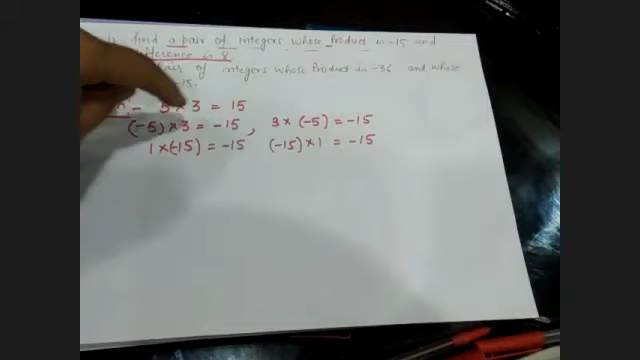 find a pair of integers whose product is -15 and
difference is 8
pair of integers whose product is -36 and whose
15.
5 × 3 = 15
(-5) × 3 = -15 , 3 × (-5) = -15
1 × (-15) = -15 (-15) × 1 = -15